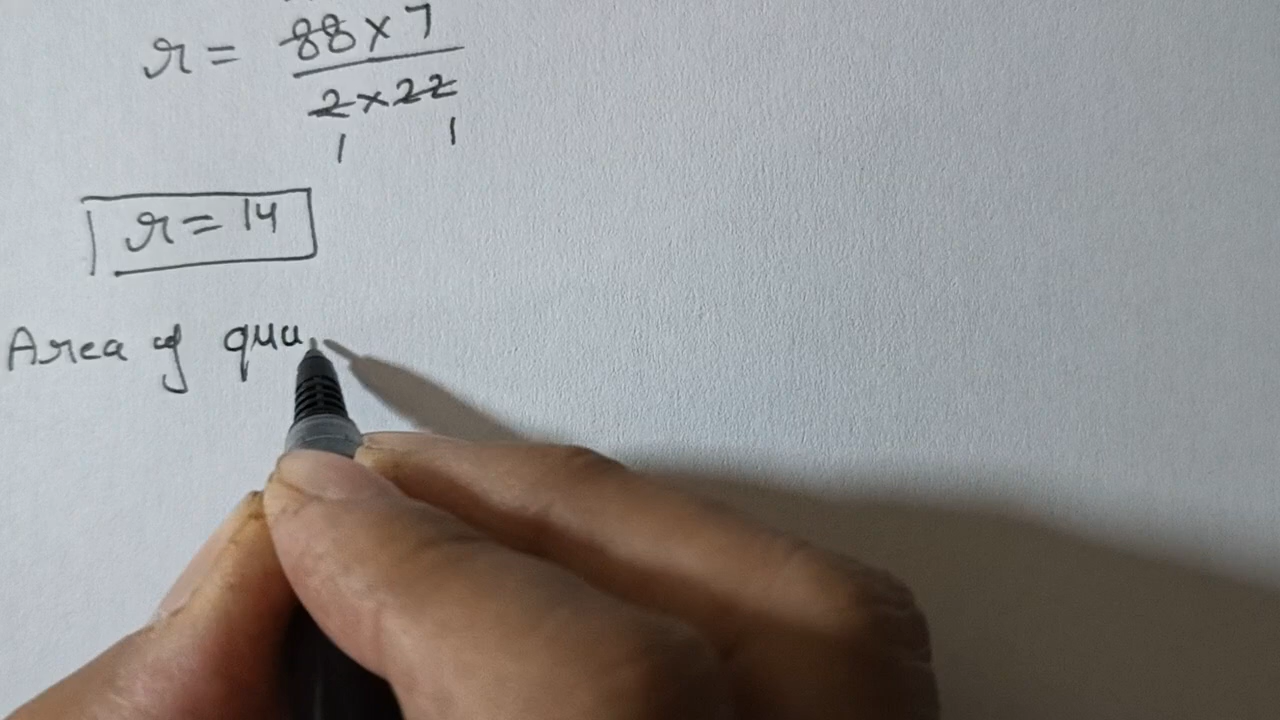 r = 88 × 7
2 × 22
1 1
r = 14
Area of qua